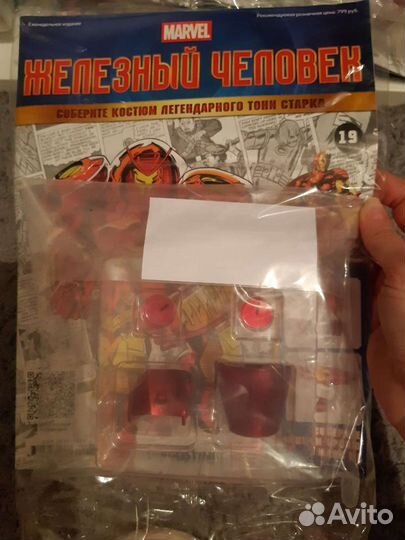 Еженедельное издание
Рекомендуемая розничная цена: 799 руб.
MARVEL
ЖЕЛЕЗНЫЙ ЧЕЛОВЕК
СОБЕРИТЕ КОСТЮМ ЛЕГЕНДАРНОГО ТОНИ СТАРКА
19
Avito